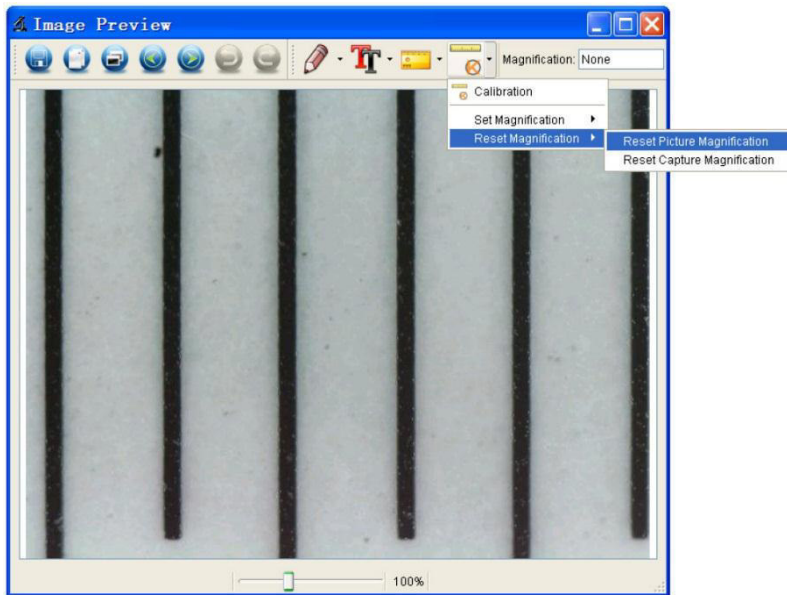 Image Preview
Magnification: None
Calibration
Set Magnification
Reset Magnification
Reset Picture Magnification
Reset Capture Magnification
100%